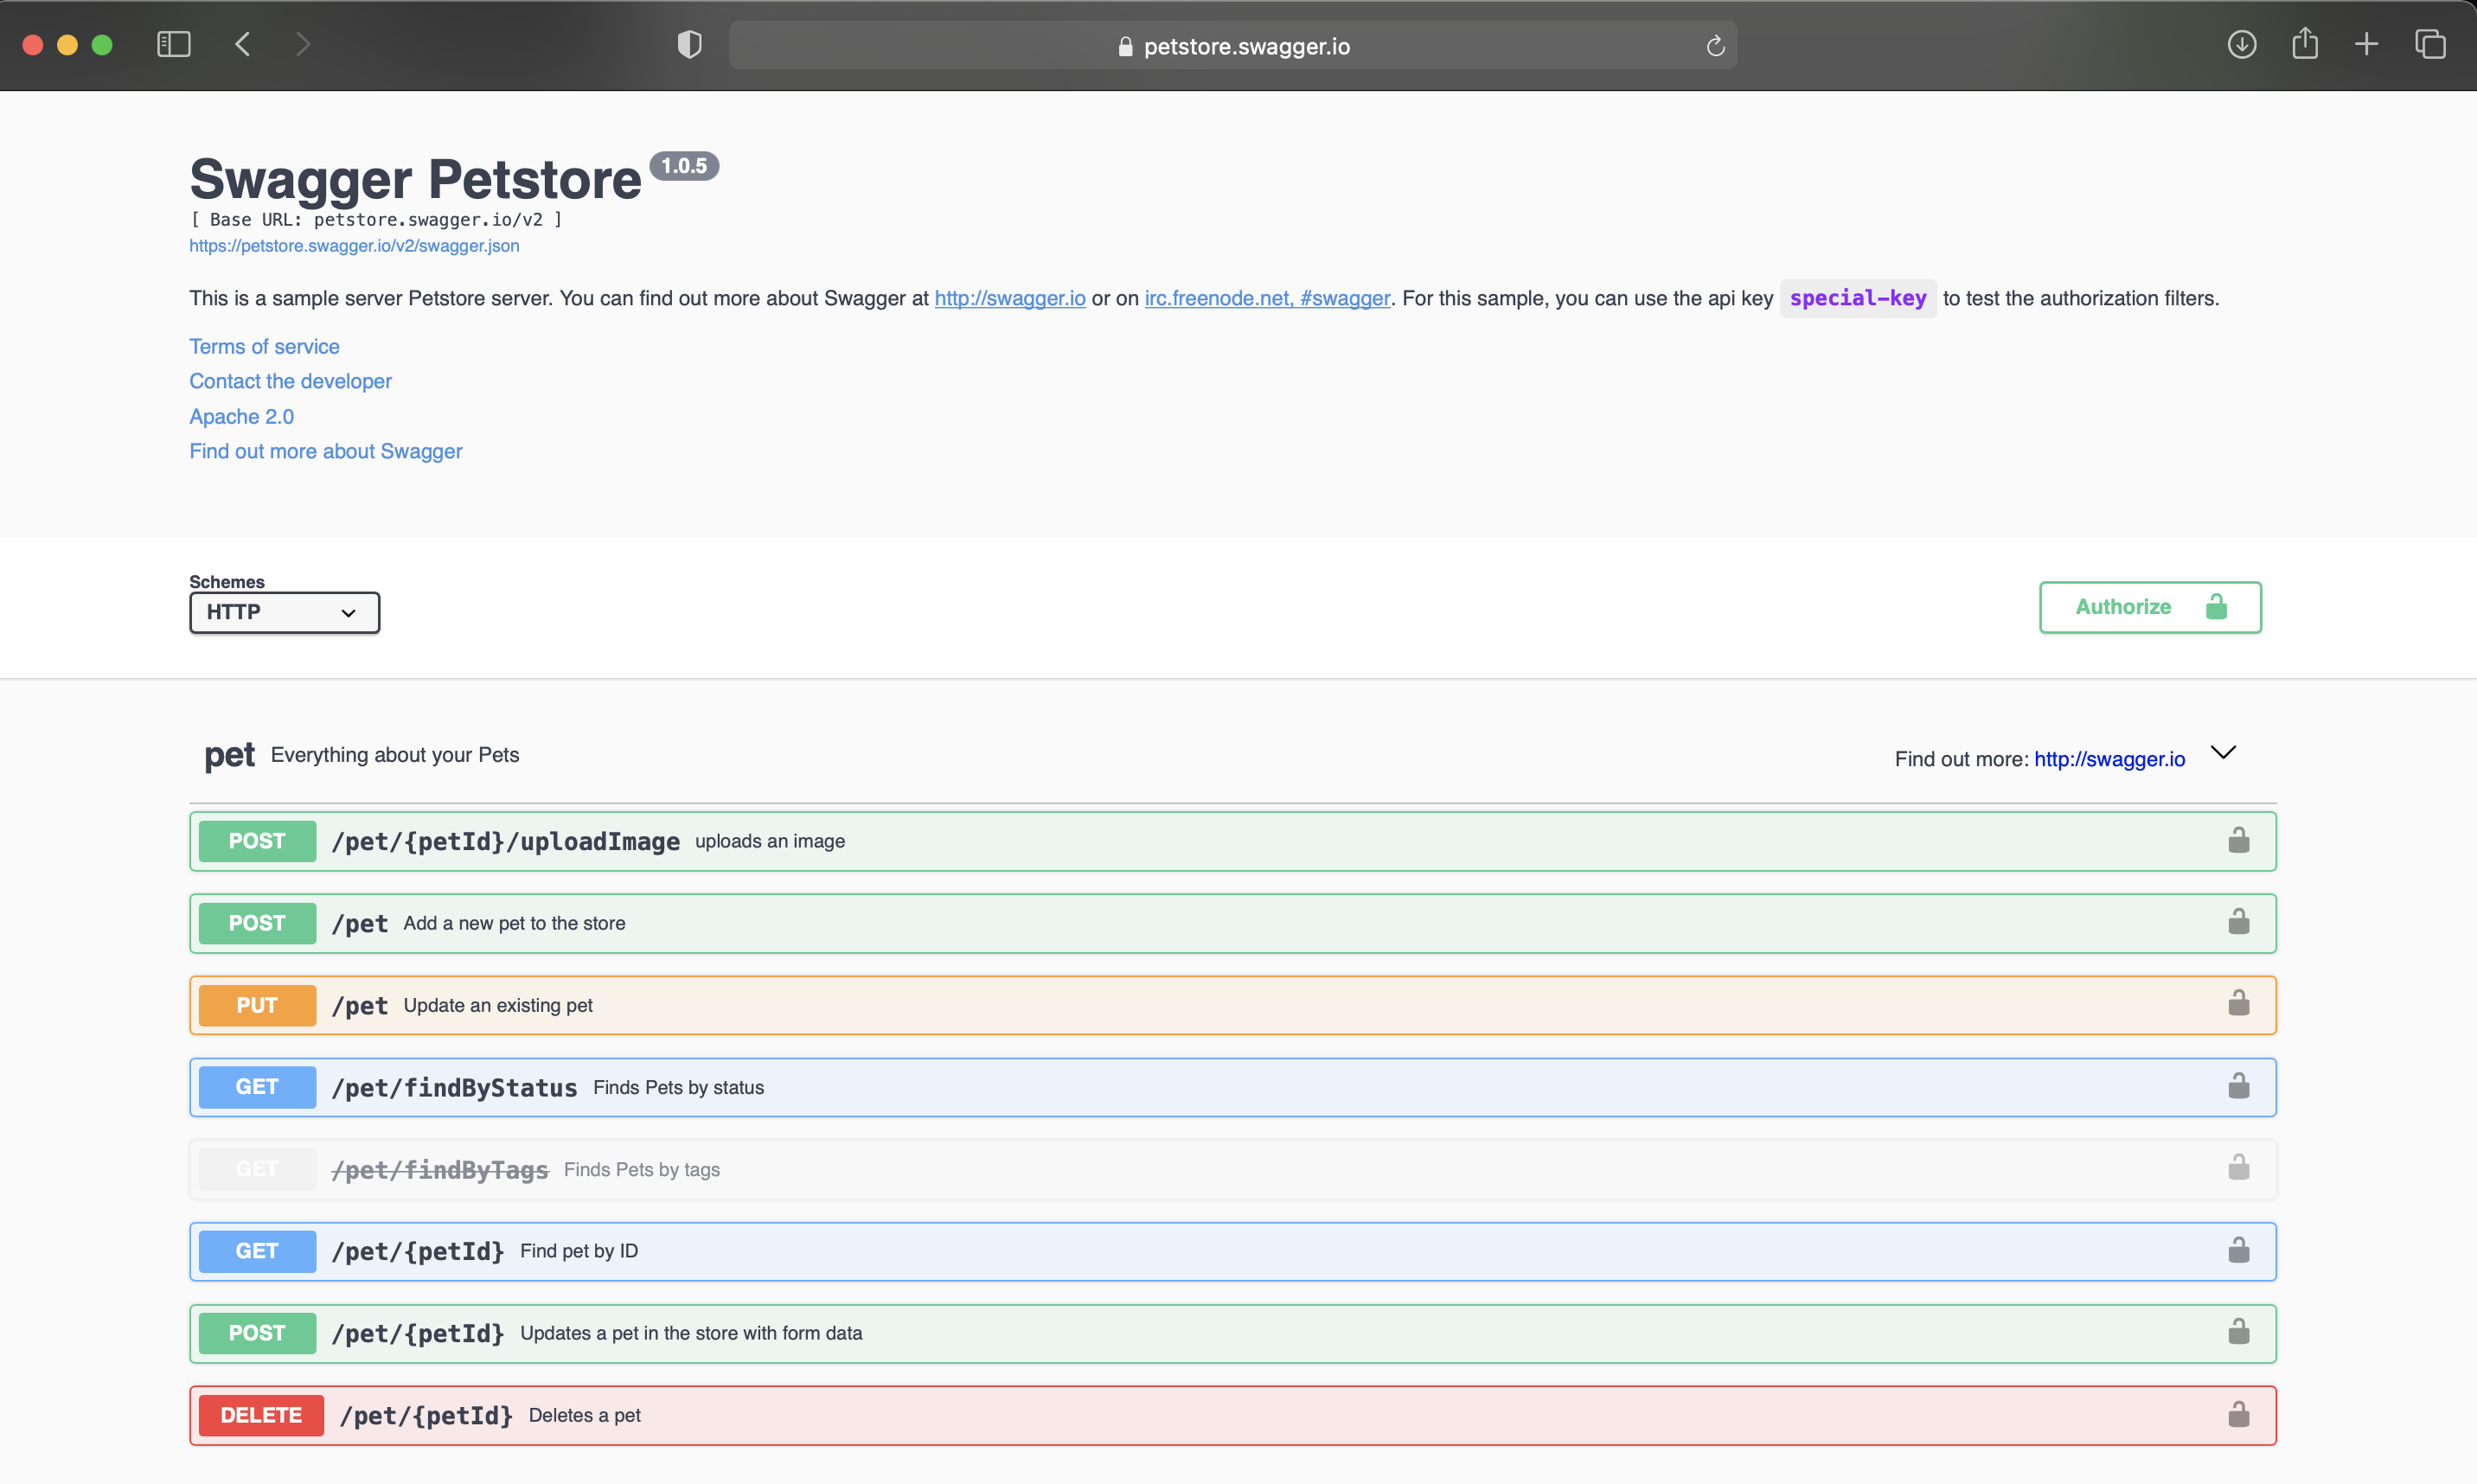 petstore.swagger.io
Swagger Petstore 1.0.5
[ Base URL: petstore.swagger.io/v2 ]
https://petstore.swagger.io/v2/swagger.json
This is a sample server Petstore server. You can find out more about Swagger at http://swagger.io or on irc.freenode.net, #swagger. For this sample, you can use the api key special-key to test the authorization filters.
Terms of service
Contact the developer
Apache 2.0
Find out more about Swagger
Schemes
HTTP
Authorize
pet Everything about your Pets Find out more: http://swagger.io
POST /pet/{petId}/uploadImage uploads an image
POST /pet Add a new pet to the store
PUT /pet Update an existing pet
GET /pet/findByStatus Finds Pets by status
GET /pet/findByTags Finds Pets by tags
GET /pet/{petId} Find pet by ID
POST /pet/{petId} Updates a pet in the store with form data
DELETE /pet/{petId} Deletes a pet